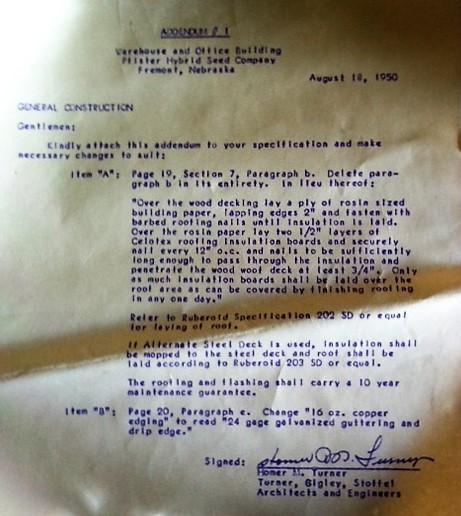 ADDENDUM # 1
Warehouse and Office Building
Pfister Hybrid Seed Company
Fremont, Nebraska
August 18, 1950
GENERAL CONSTRUCTION
Gentlemen:
Kindly attach this addendum to your specification and make
necessary changes to suit:
Item "A": Page 19, Section 7, Paragraph b. Delete para-
graph b in its entirety. In lieu thereof:
"Over the wood decking lay a ply of rosin sized
building paper, lapping edges 2" and fasten with
barbed roofing nails until insulation is laid.
Over the rosin paper lay two 1/2" layers of
Celotex roofing insulation boards and securely
nail every 12" o.c. and nails to be sufficiently
long enough to pass through the insulation and
penetrate the wood woof deck at least 3/4". Only
as much insulation boards shall be laid over the
roof area as can be covered by finishing roofing
in any one day."
Refer to Ruberoid Specification 202 SD or equal
for laying of roof.
If Alternate Steel Deck is used, insulation shall
be mopped to the steel deck and roof shall be
laid according to Ruberoid 203 SD or equal.
The roofing and flashing shall carry a 10 year
maintenance guarantee.
Item "B": Page 20, Paragraph e. Change "16 oz. copper
edging" to read "24 gage galvanized guttering and
drip edge."
Signed: Homer M. Turner
Homer M. Turner
Turner, Gigley, Stoffel
Architects and Engineers